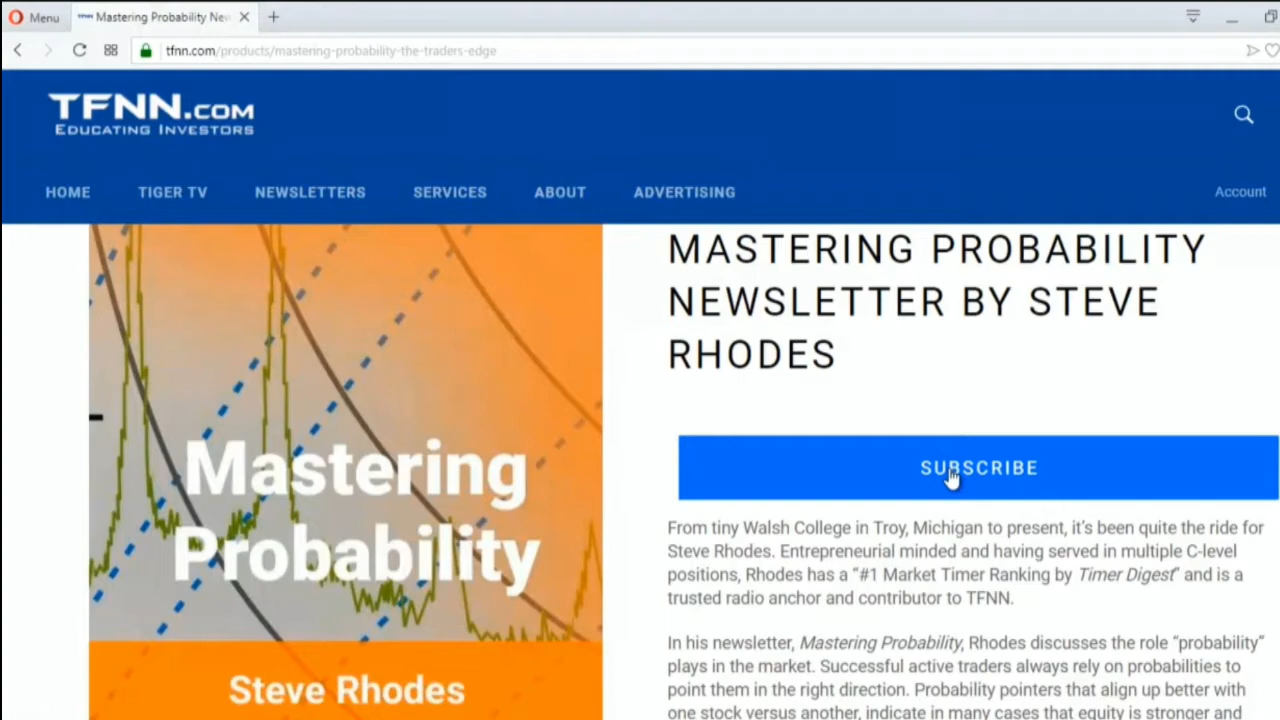 Menu
Mastering Probability New
tfnn.com/products/mastering-probability-the-traders-edge
TFNN.COM
EDUCATING INVESTORS
HOME TIGER TV NEWSLETTERS SERVICES ABOUT ADVERTISING Account
Mastering
Probability
Steve Rhodes
MASTERING PROBABILITY
NEWSLETTER BY STEVE
RHODES
SUBSCRIBE
From tiny Walsh College in Troy, Michigan to present, it's been quite the ride for
Steve Rhodes. Entrepreneurial minded and having served in multiple C-level
positions, Rhodes has a “#1 Market Timer Ranking by Timer Digest” and is a
trusted radio anchor and contributor to TFNN.
In his newsletter, Mastering Probability, Rhodes discusses the role “probability”
plays in the market. Successful active traders always rely on probabilities to
point them in the right direction. Probability pointers that align up better with
one stock versus another, indicate in many cases that equity is stronger and